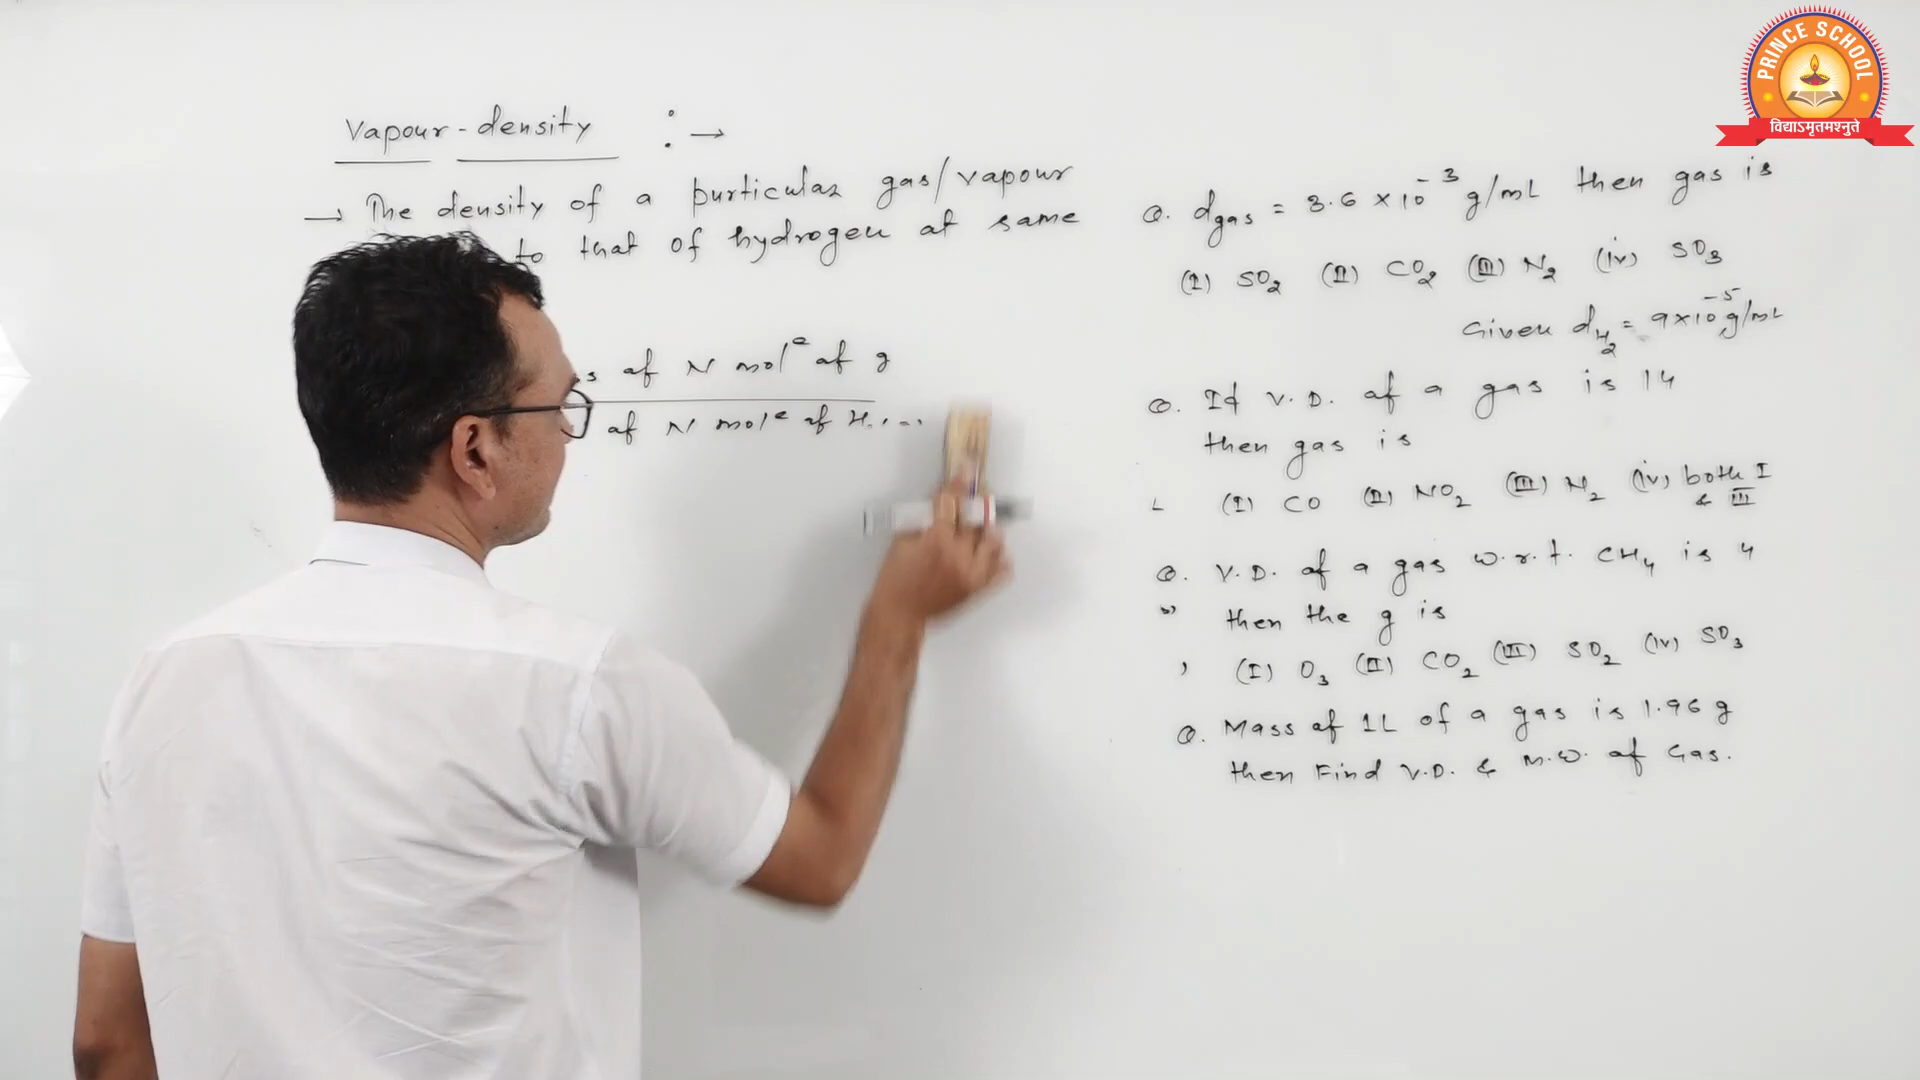 PRINCE SCHOOL
विद्याऽमृतमश्नुते
Vapour-density :→
→ The density of a purticular gas/vapour
to that of hydrogen at same
s of N molᵉ of g
of N molᵉ of H
Q. dgas = 3.6 × 10⁻³ g/mL then gas is
(I) SO₂ (II) CO₂ (III) N₂ (iv) SO₃
Given dH₂ = 9×10⁻⁵ g/mL
Q. If V.D. of a gas is 14
then gas is
(I) CO (II) NO₂ (III) N₂ (iv) both I
& III
Q. V.D. of a gas w.r.t. CH₄ is 4
then the g is
(I) O₃ (II) CO₂ (III) SO₂ (iv) SO₃
Q. Mass of 1L of a gas is 1.96 g
then Find V.D. & M.W. of Gas.